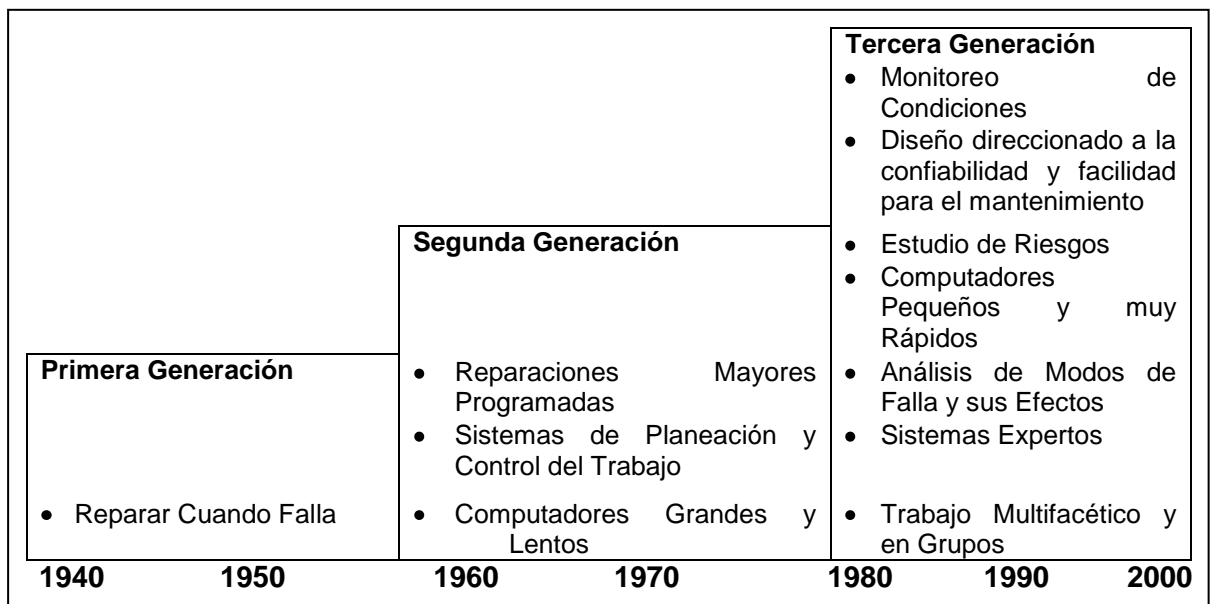 Tercera Generación
• Monitoreo de
Condiciones
• Diseño direccionado a la
confiabilidad y facilidad
para el mantenimiento
• Estudio de Riesgos
• Computadores
Pequeños y muy
Rápidos
• Análisis de Modos de
Falla y sus Efectos
• Sistemas Expertos
• Trabajo Multifacético y
en Grupos
Segunda Generación
• Reparaciones Mayores
Programadas
• Sistemas de Planeación y
Control del Trabajo
• Computadores Grandes y
Lentos
Primera Generación
• Reparar Cuando Falla
1940 1950 1960 1970 1980 1990 2000